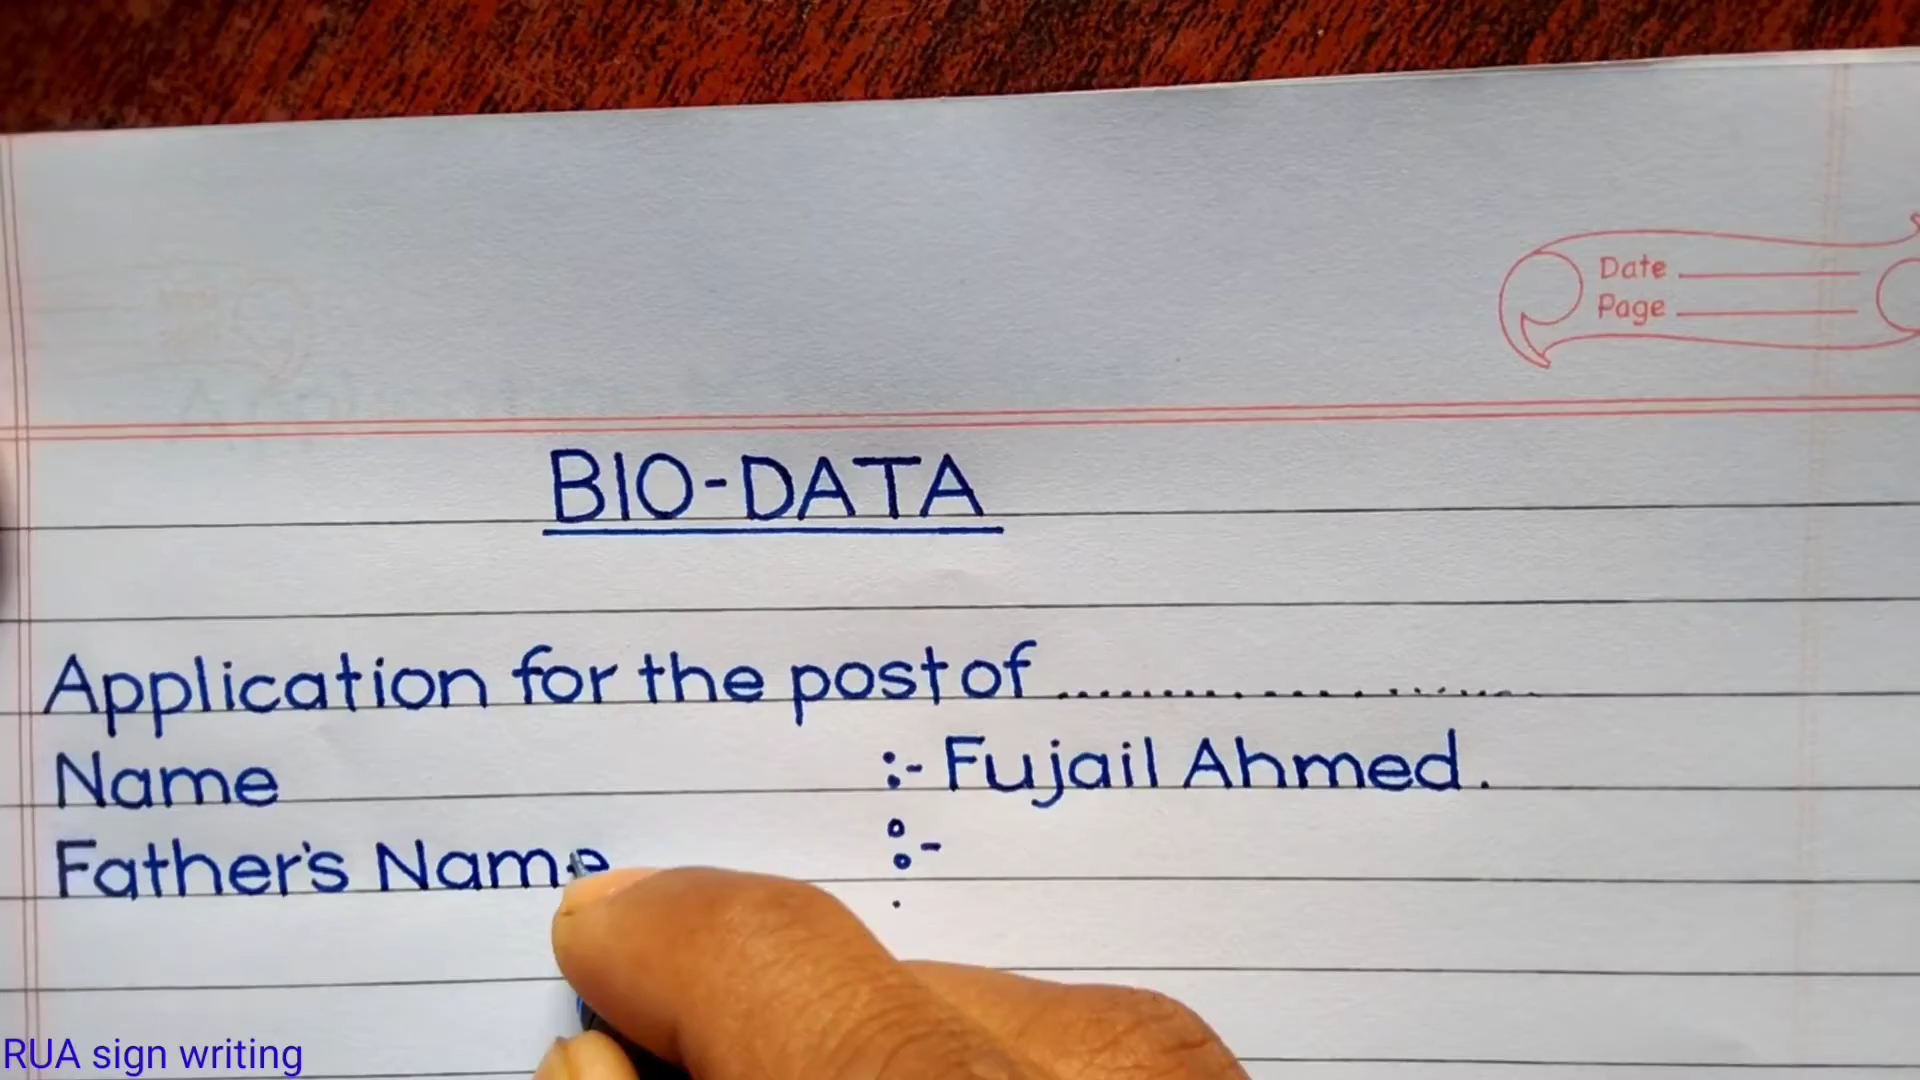 Date
Page
BIO-DATA
Application for the post of ........................
Name :- Fujail Ahmed.
Father's Name :-
RUA sign writing